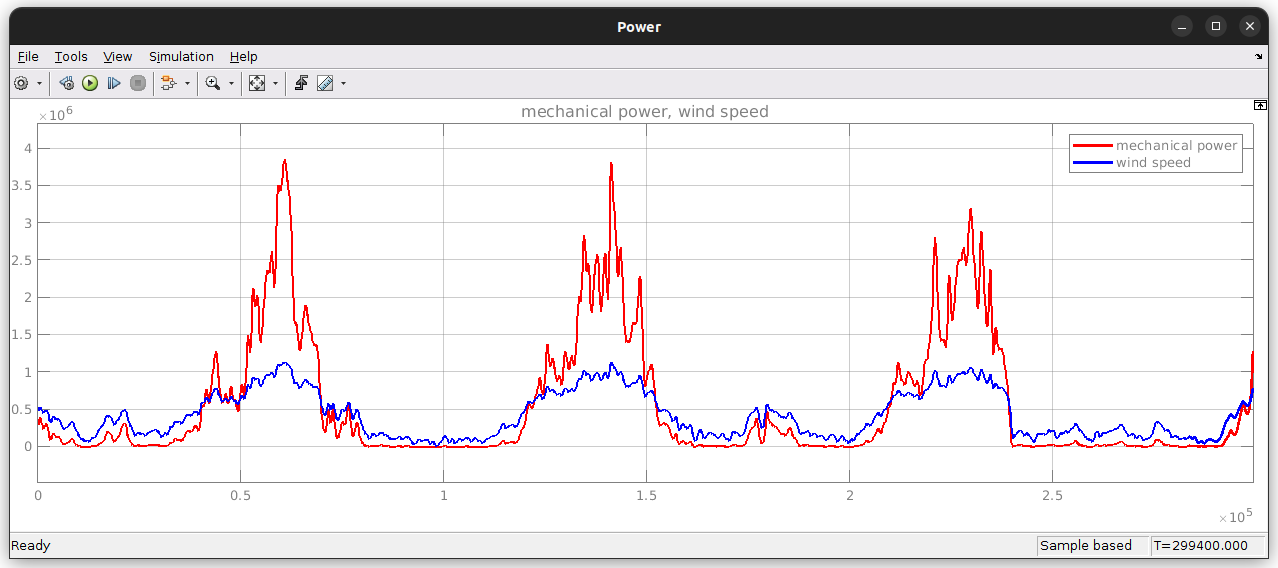 Power
File Tools View Simulation Help
×10⁶
mechanical power, wind speed
mechanical power
wind speed
4
3.5
3
2.5
2
1.5
1
0.5
0
0 0.5 1 1.5 2 2.5
×10⁵
Ready Sample based T=299400.000